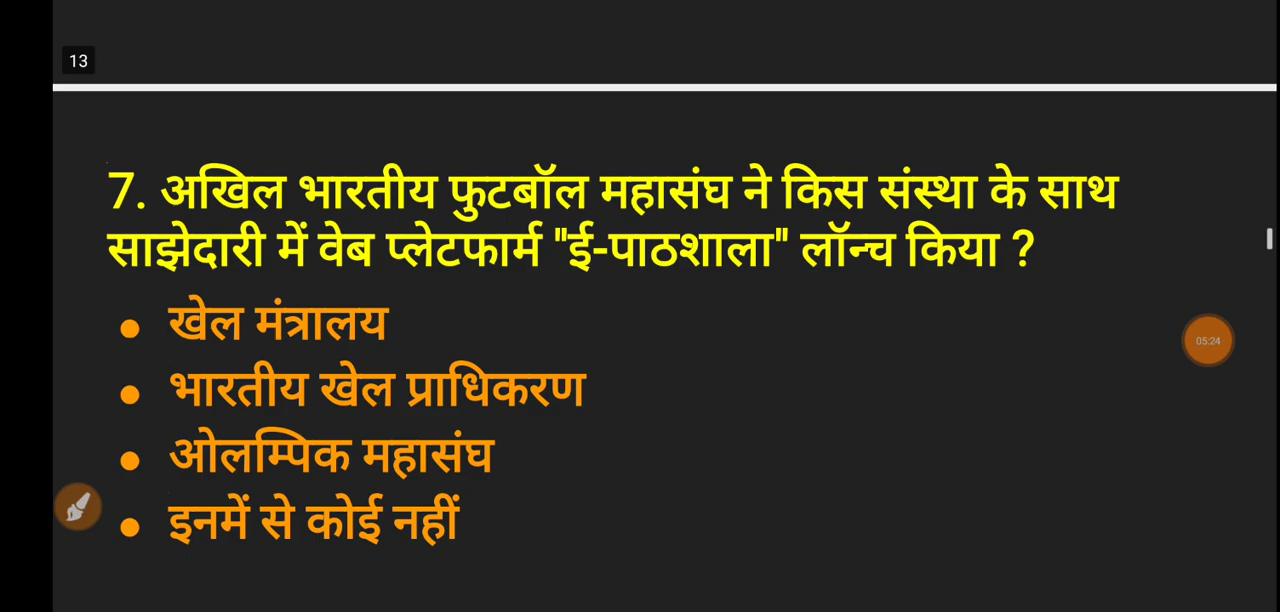 13
7. अखिल भारतीय फुटबॉल महासंघ ने किस संस्था के साथ
साझेदारी में वेब प्लेटफार्म "ई-पाठशाला" लॉन्च किया ?
● खेल मंत्रालय
● भारतीय खेल प्राधिकरण
● ओलम्पिक महासंघ
● इनमें से कोई नहीं
05:24